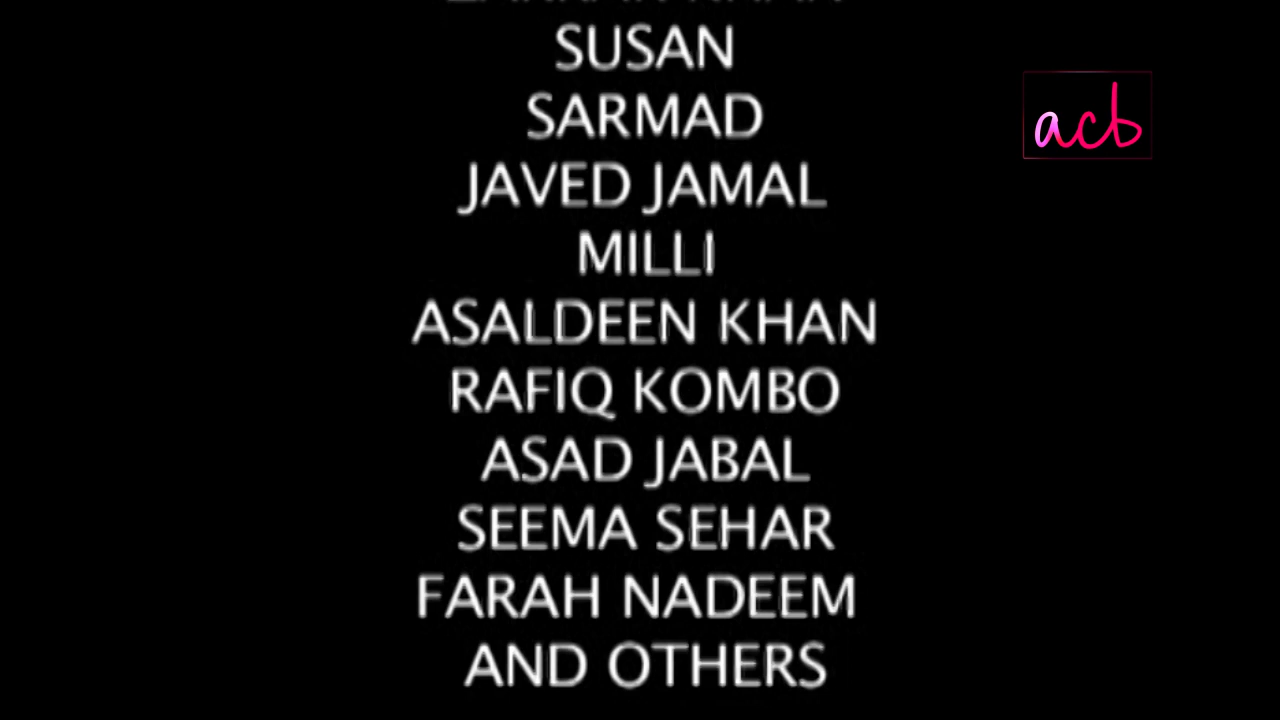 SUSAN
SARMAD
JAVED JAMAL
MILLI
ASALDEEN KHAN
RAFIQ KOMBO
ASAD JABAL
SEEMA SEHAR
FARAH NADEEM
AND OTHERS
acb